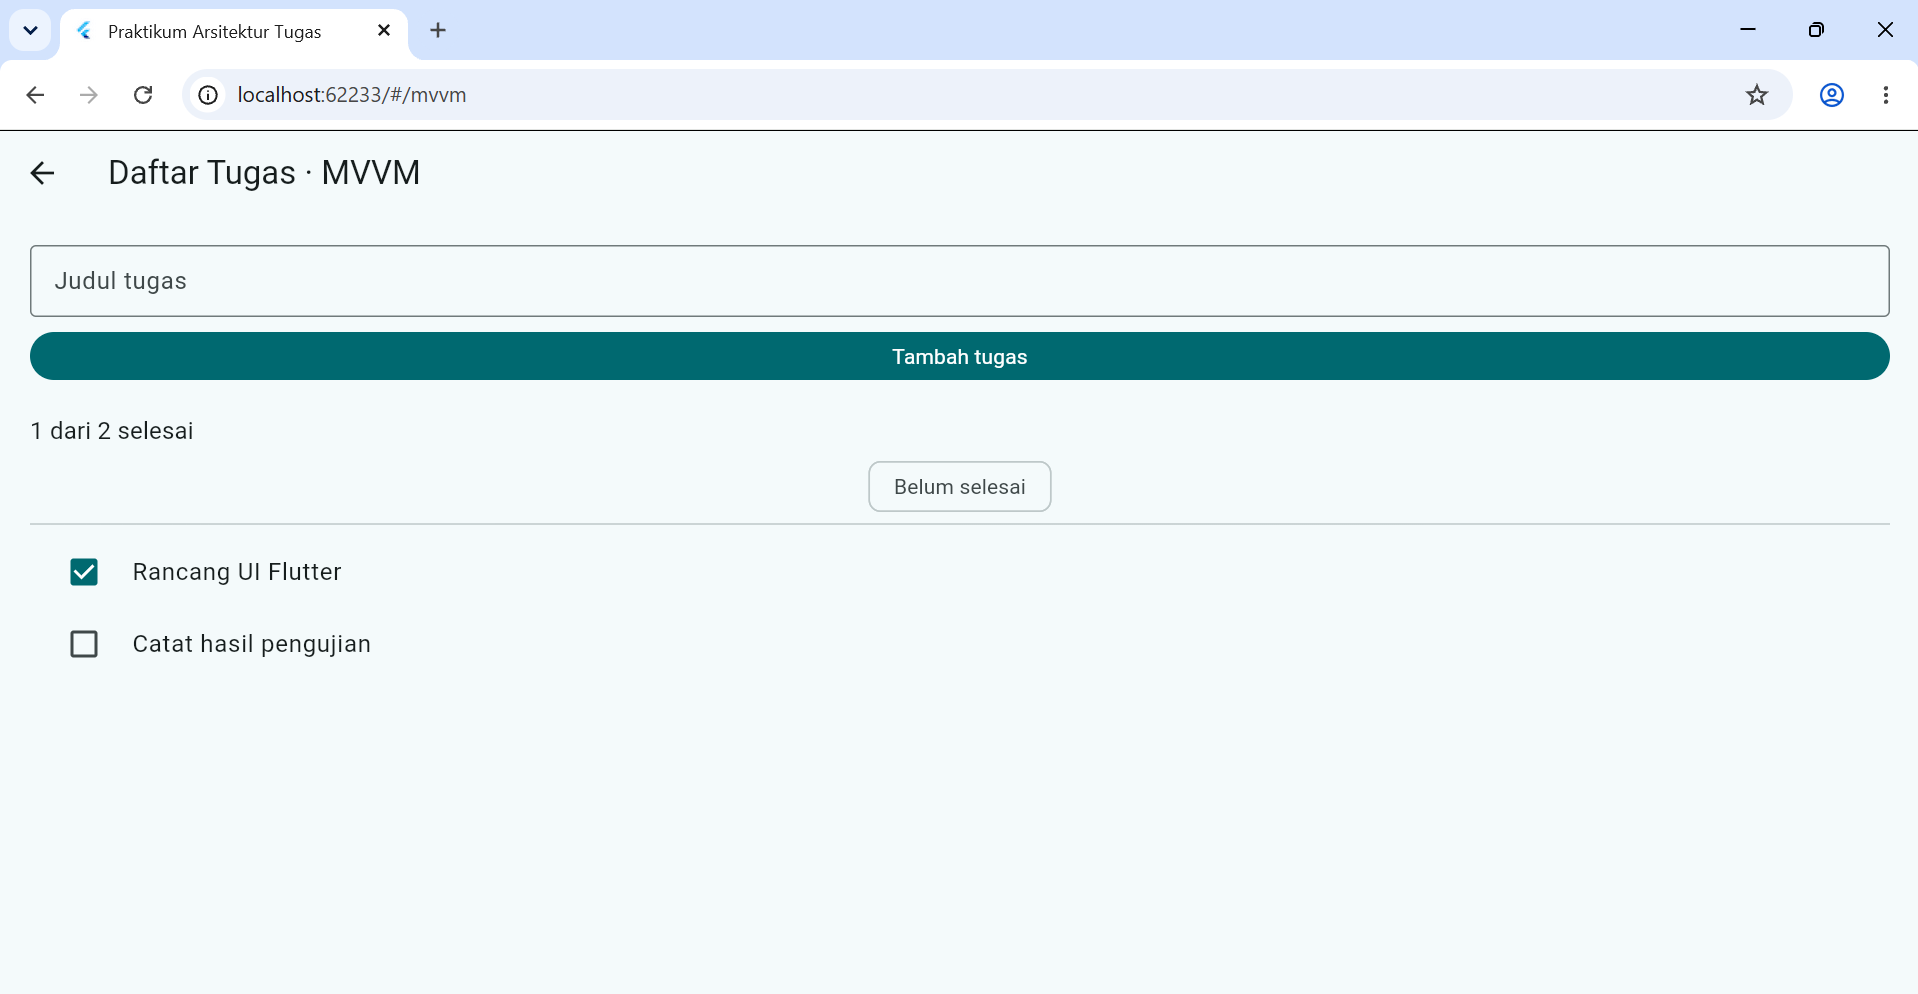 Praktikum Arsitektur Tugas
localhost:62233/#/mvvm
Daftar Tugas · MVVM
Judul tugas
Tambah tugas
1 dari 2 selesai
Belum selesai
Rancang UI Flutter
Catat hasil pengujian